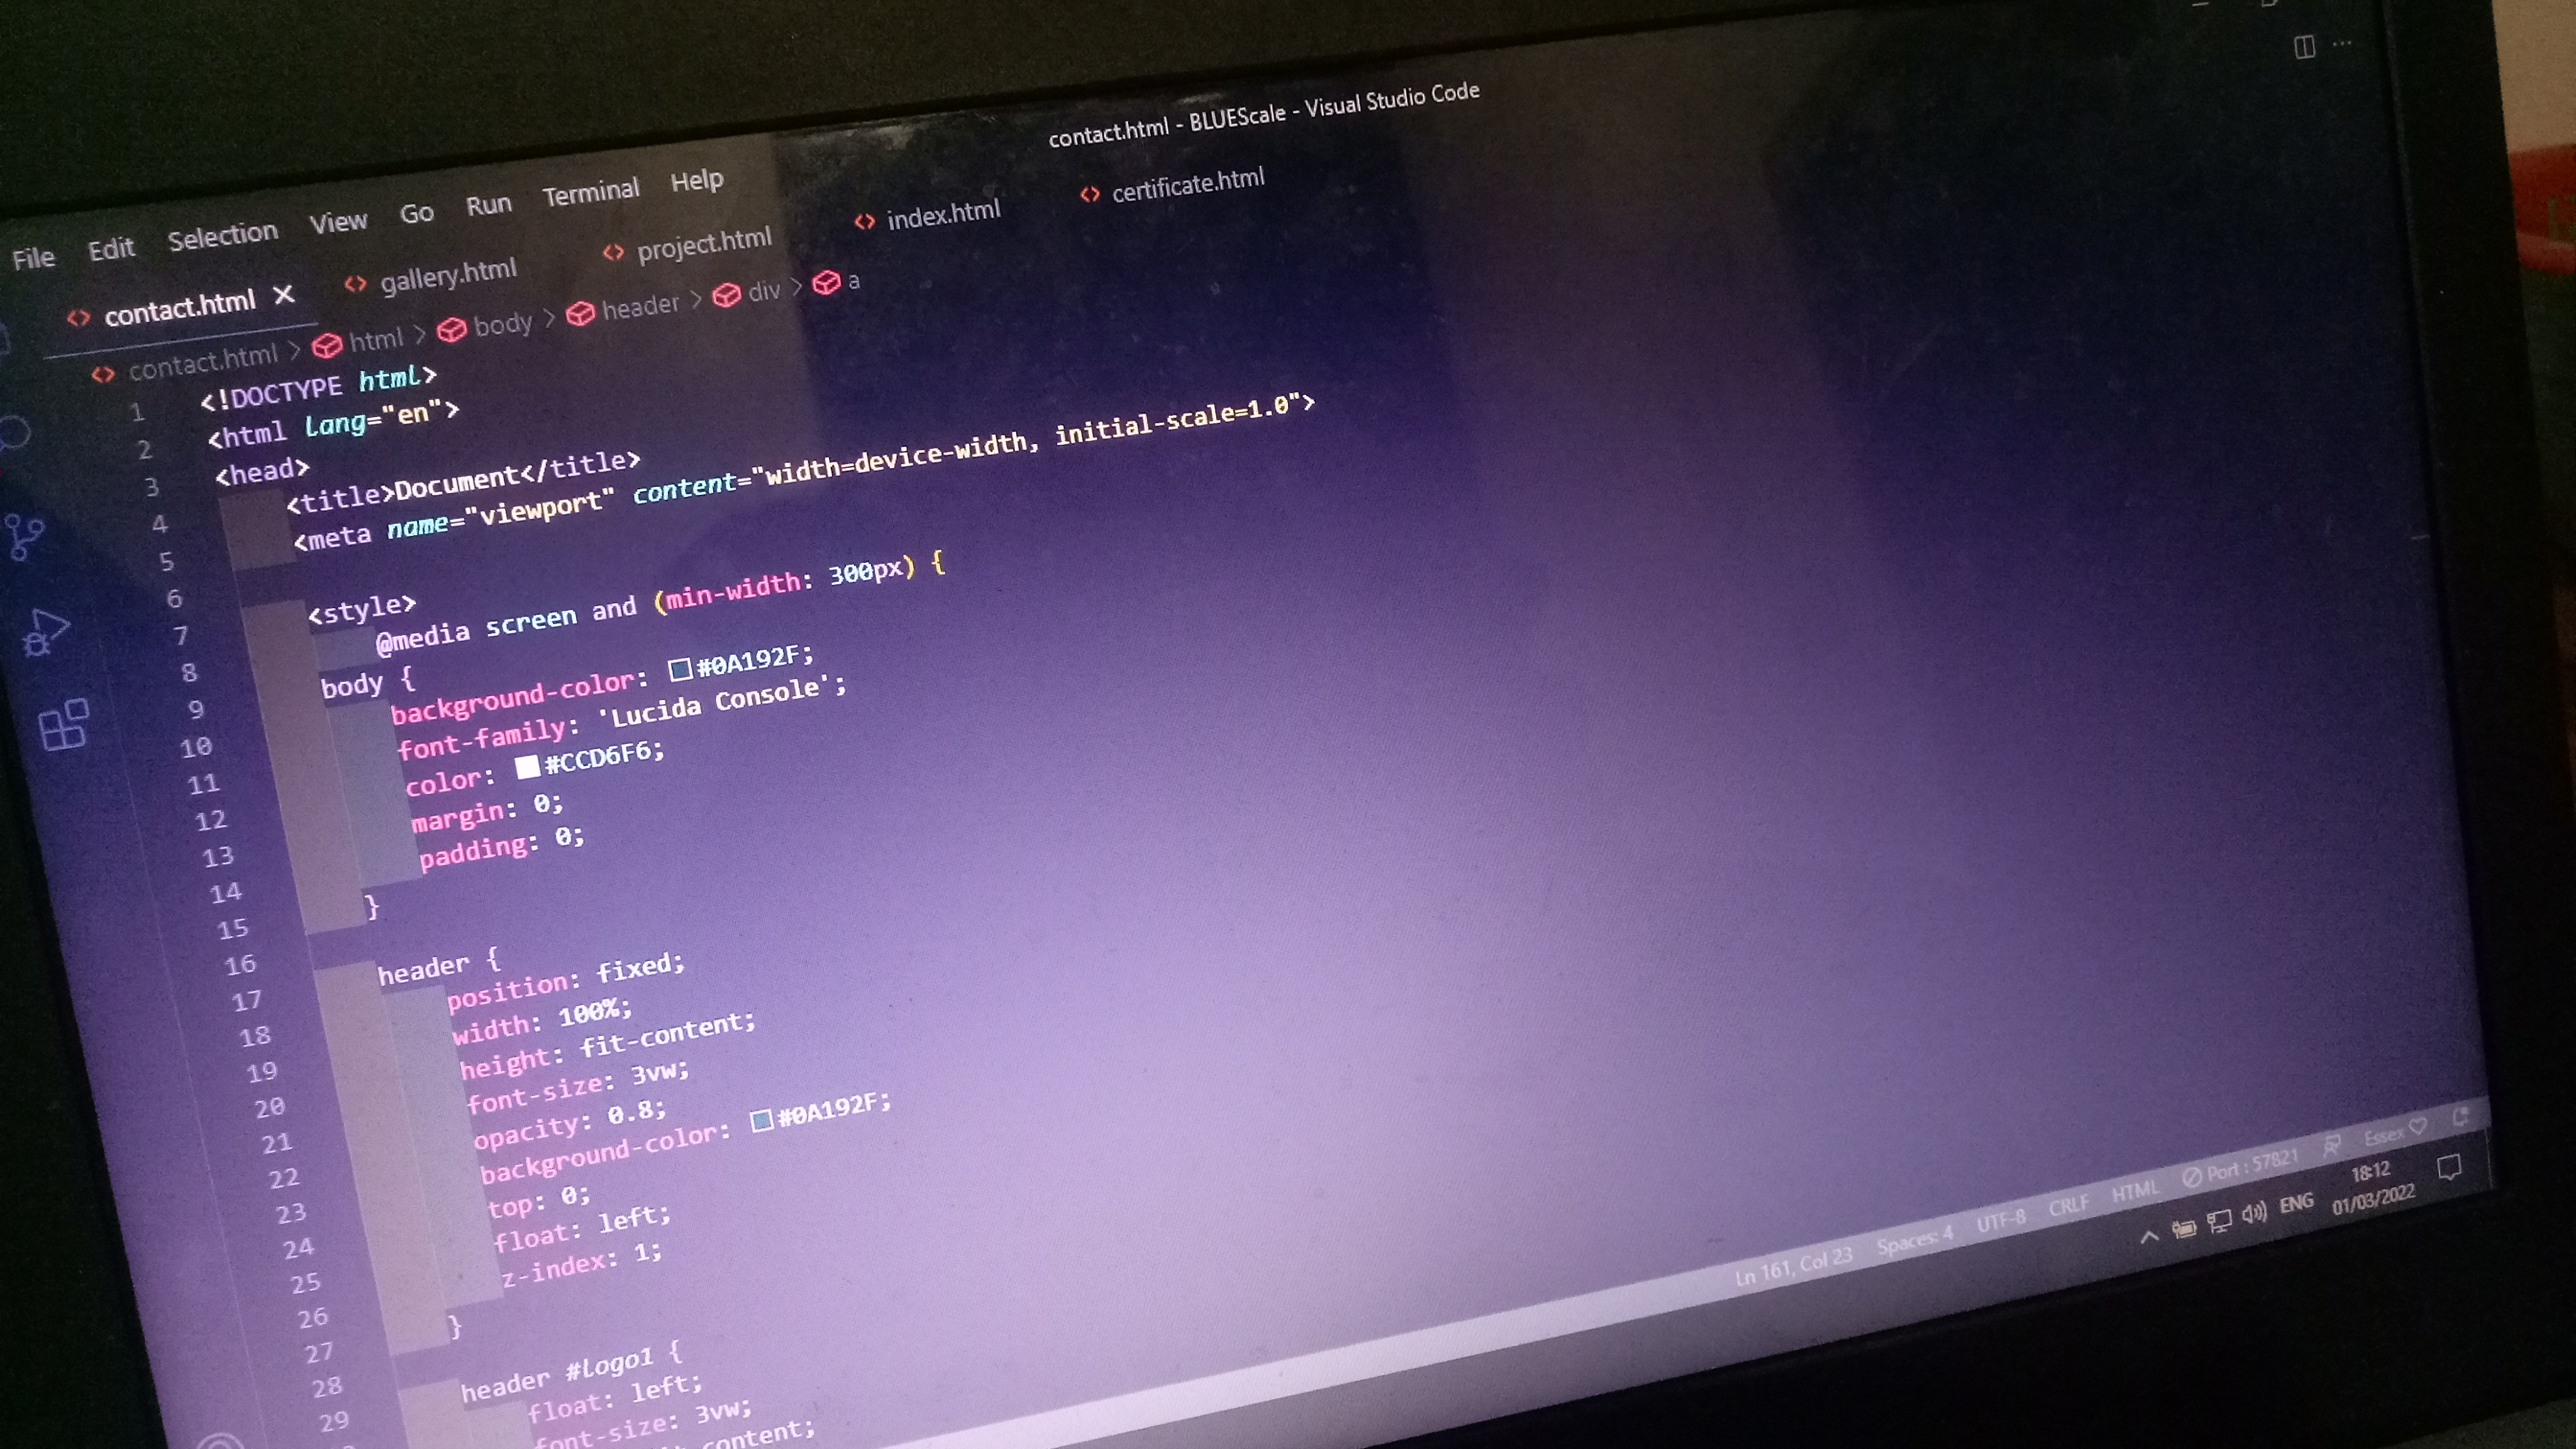 contact.html - BLUEScale - Visual Studio Code
File Edit Selection View Go Run Terminal Help
contact.html gallery.html project.html index.html certificate.html
contact.html > html > body > header > div > a
1 <!DOCTYPE html>
2 <html lang="en">
3 <head>
4 <title>Document</title>
5 <meta name="viewport" content="width=device-width, initial-scale=1.0">
6
7 <style>
8 @media screen and (min-width: 300px) {
9 body {
10 background-color: #0A192F;
11 font-family: 'Lucida Console';
12 color: #CCD6F6;
13 margin: 0;
14 padding: 0;
15 }
16
17 header {
18 position: fixed;
19 width: 100%;
20 height: fit-content;
21 font-size: 3vw;
22 opacity: 0.8;
23 background-color: #0A192F;
24 top: 0;
25 float: left;
26 z-index: 1;
27 }
28 header #Logo1 {
29 float: left;
font-size: 3vw;
content;
Ln 161, Col 23 Spaces: 4 UTF-8 CRLF HTML Port : 57821 Essex
ENG 18:12
01/03/2022